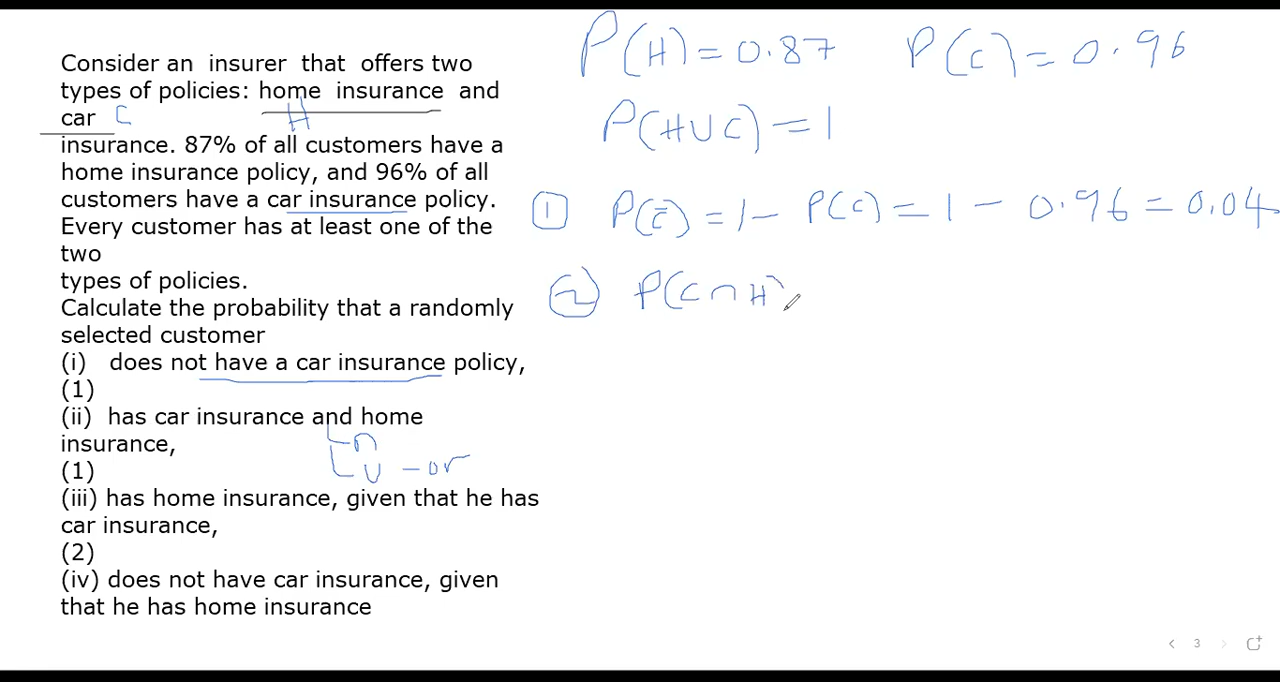 Consider an insurer that offers two
types of policies: home insurance and
car C H
insurance. 87% of all customers have a
home insurance policy, and 96% of all
customers have a car insurance policy.
Every customer has at least one of the
two
types of policies.
Calculate the probability that a randomly
selected customer
(i) does not have a car insurance policy,
(1)
(ii) has car insurance and home
insurance,
∩
(1)
∪ - or
(iii) has home insurance, given that he has
car insurance,
(2)
(iv) does not have car insurance, given
that he has home insurance
P(H) = 0.87 P(C) = 0.96
P(H∪C) = 1
① P(c̄) = 1 - P(C) = 1 - 0.96 = 0.04
② P(C∩H)
3